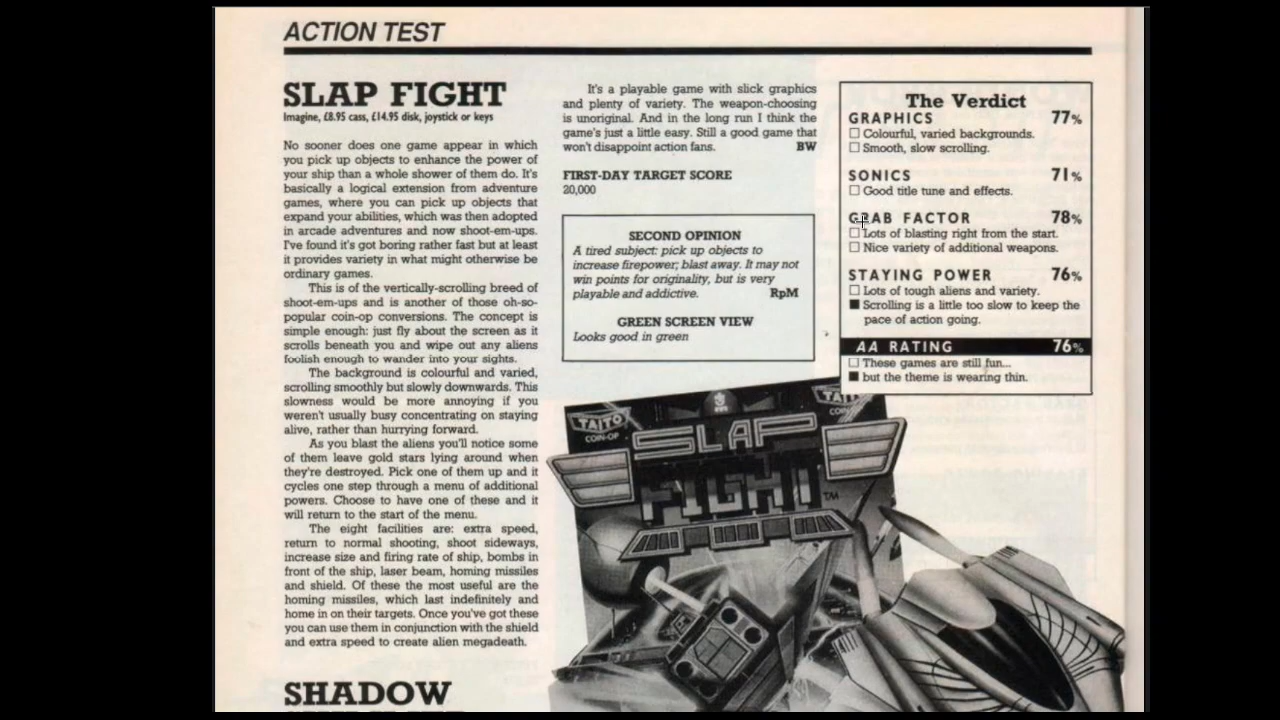 ACTION TEST
SLAP FIGHT
Imagine, £8.95 cass, £14.95 disk, joystick or keys
No sooner does one game appear in which
you pick up objects to enhance the power of
your ship than a whole shower of them do. It's
basically a logical extension from adventure
games, where you can pick up objects that
expand your abilities, which was then adopted
in arcade adventures and now shoot-em-ups.
I've found it's got boring rather fast but at least
it provides variety in what might otherwise be
ordinary games.
This is of the vertically-scrolling breed of
shoot-em-ups and is another of those oh-so-
popular coin-op conversions. The concept is
simple enough: just fly about the screen as it
scrolls beneath you and wipe out any aliens
foolish enough to wander into your sights.
The background is colourful and varied,
scrolling smoothly but slowly downwards. This
slowness would be more annoying if you
weren't usually busy concentrating on staying
alive, rather than hurrying forward.
As you blast the aliens you'll notice some
of them leave gold stars lying around when
they're destroyed. Pick one of them up and it
cycles one step through a menu of additional
powers. Choose to have one of these and it
will return to the start of the menu.
The eight facilities are: extra speed,
return to normal shooting, shoot sideways,
increase size and firing rate of ship, bombs in
front of the ship, laser beam, homing missiles
and shield. Of these the most useful are the
homing missiles, which last indefinitely and
home in on their targets. Once you've got these
you can use them in conjunction with the shield
and extra speed to create alien megadeath.
SHADOW
It's a playable game with slick graphics
and plenty of variety. The weapon-choosing
is unoriginal. And in the long run I think the
game's just a little easy. Still a good game that
won't disappoint action fans. BW
FIRST-DAY TARGET SCORE
20,000
SECOND OPINION
A tired subject: pick up objects to
increase firepower; blast away. It may not
win points for originality, but is very
playable and addictive. RpM
GREEN SCREEN VIEW
Looks good in green
The Verdict
GRAPHICS 77%
Colourful, varied backgrounds.
Smooth, slow scrolling.
SONICS 71%
Good title tune and effects.
GRAB FACTOR 78%
Lots of blasting right from the start.
Nice variety of additional weapons.
STAYING POWER 76%
Lots of tough aliens and variety.
Scrolling is a little too slow to keep the
pace of action going.
AA RATING 76%
These games are still fun...
but the theme is wearing thin.
TAITO
COIN-OP
SLAP
FIGHT
TM